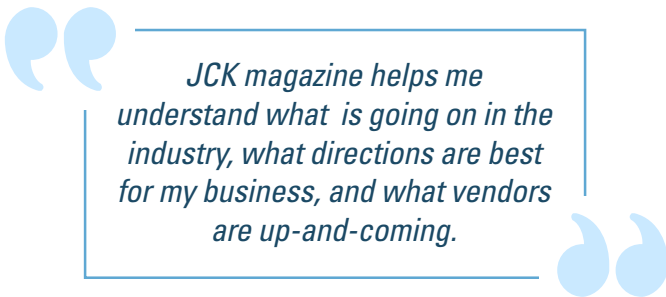 JCK magazine helps me
understand what  is going on in the
industry, what directions are best
for my business, and what vendors
are up-and-coming.